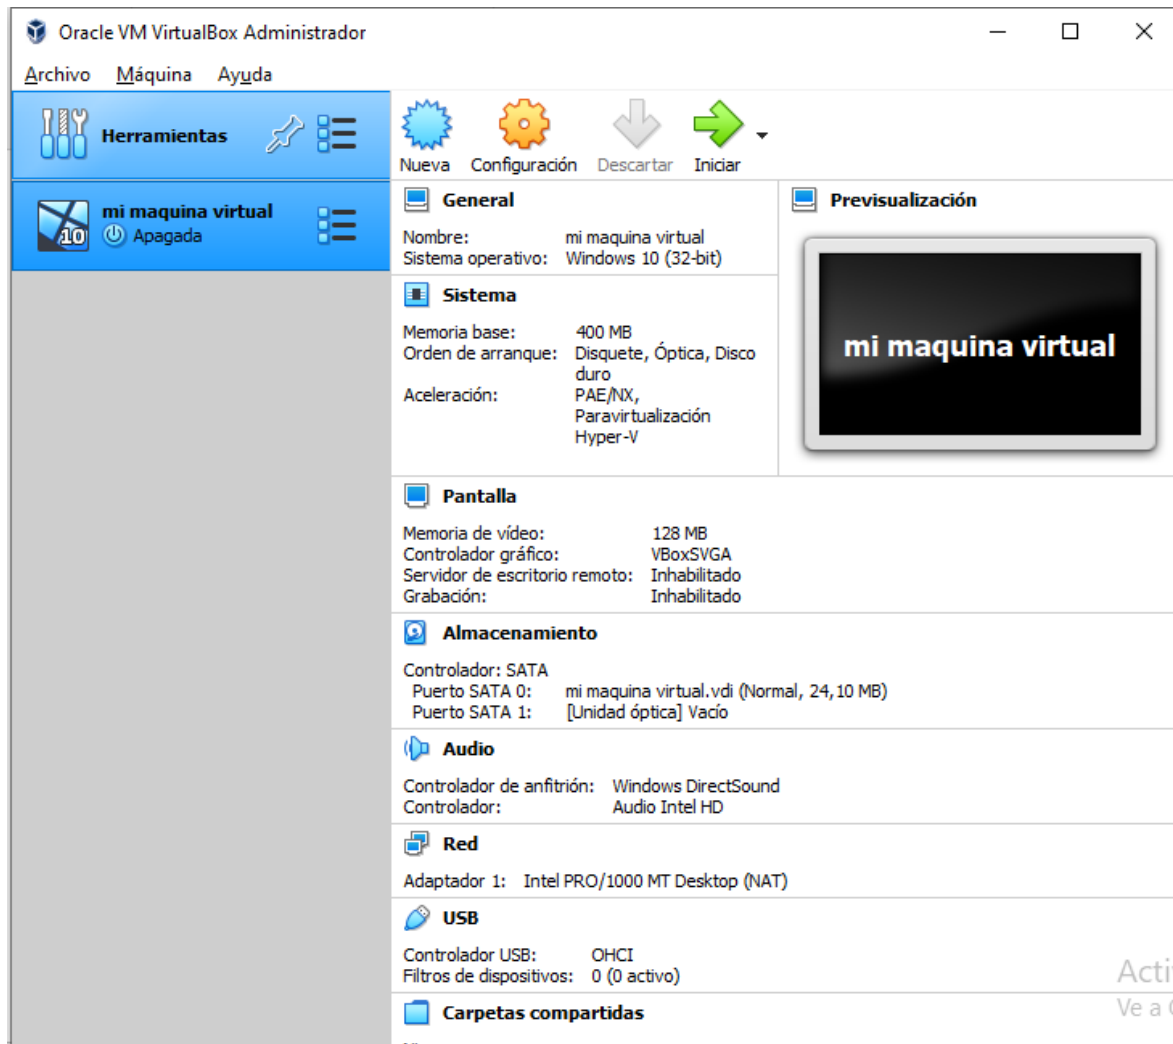 Oracle VM VirtualBox Administrador
Archivo Máquina Ayuda
Herramientas
mi maquina virtual
Apagada
10
Nueva Configuración Descartar Iniciar
General
Nombre: mi maquina virtual
Sistema operativo: Windows 10 (32-bit)
Previsualización
mi maquina virtual
Sistema
Memoria base: 400 MB
Orden de arranque: Disquete, Óptica, Disco
duro
Aceleración: PAE/NX,
Paravirtualización
Hyper-V
Pantalla
Memoria de vídeo: 128 MB
Controlador gráfico: VBoxSVGA
Servidor de escritorio remoto: Inhabilitado
Grabación: Inhabilitado
Almacenamiento
Controlador: SATA
Puerto SATA 0: mi maquina virtual.vdi (Normal, 24,10 MB)
Puerto SATA 1: [Unidad óptica] Vacío
Audio
Controlador de anfitrión: Windows DirectSound
Controlador: Audio Intel HD
Red
Adaptador 1: Intel PRO/1000 MT Desktop (NAT)
USB
Controlador USB: OHCI
Filtros de dispositivos: 0 (0 activo)
Carpetas compartidas
Acti
Ve a